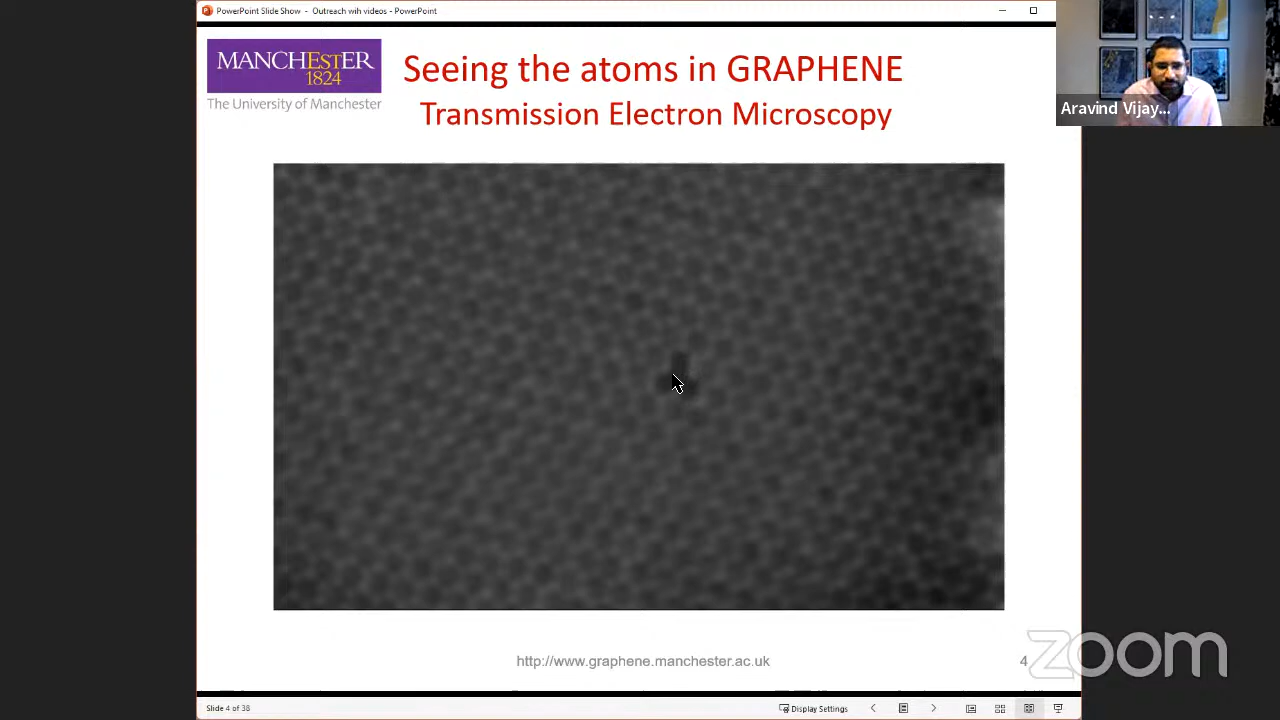 PowerPoint Slide Show - Outreach wih videos - PowerPoint
MANCHESTER
1824
The University of Manchester
Seeing the atoms in GRAPHENE
Transmission Electron Microscopy
Aravind Vijay...
http://www.graphene.manchester.ac.uk
4
zoom
Slide 4 of 38
Display Settings